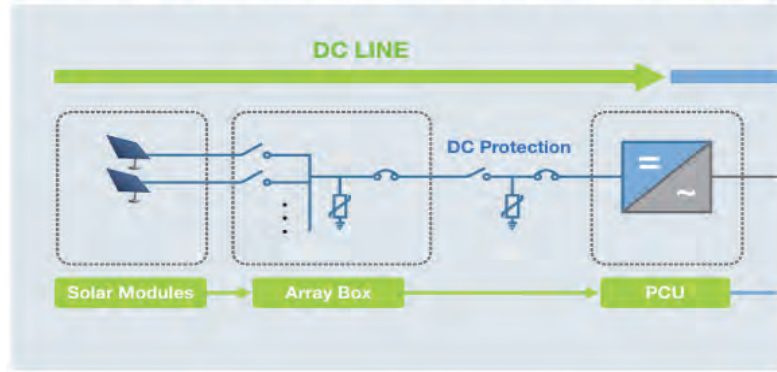 DC LINE
DC Protection
Solar Modules
Array Box
PCU